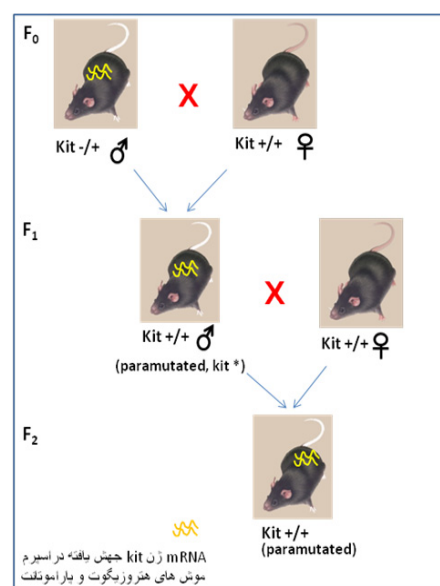 F0
X
Kit -/+ ♂
Kit +/+ ♀
F1
X
Kit +/+ ♂
(paramutated, kit *)
Kit +/+ ♀
F2
Kit +/+
(paramutated)
mRNA ژن kit جهش یافته در اسپرم
موش های هتروزیگوت و پاراموتانت